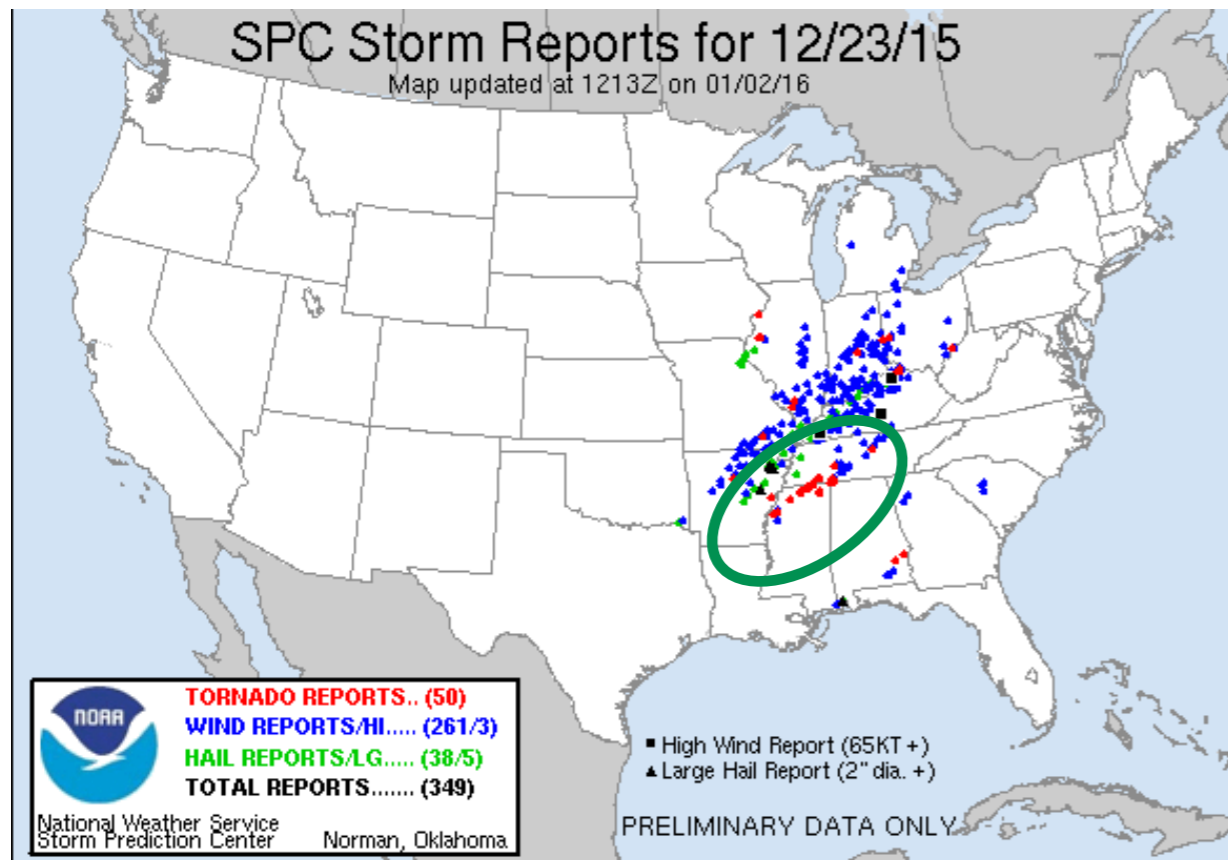 SPC Storm Reports for 12/23/15
Map updated at 1213Z on 01/02/16
NOAA
TORNADO REPORTS.. (50)
WIND REPORTS/HI..... (261/3)
HAIL REPORTS/LG..... (38/5)
TOTAL REPORTS....... (349)
National Weather Service
Storm Prediction Center Norman, Oklahoma
■ High Wind Report (65KT +)
▲ Large Hail Report (2" dia. +)
PRELIMINARY DATA ONLY